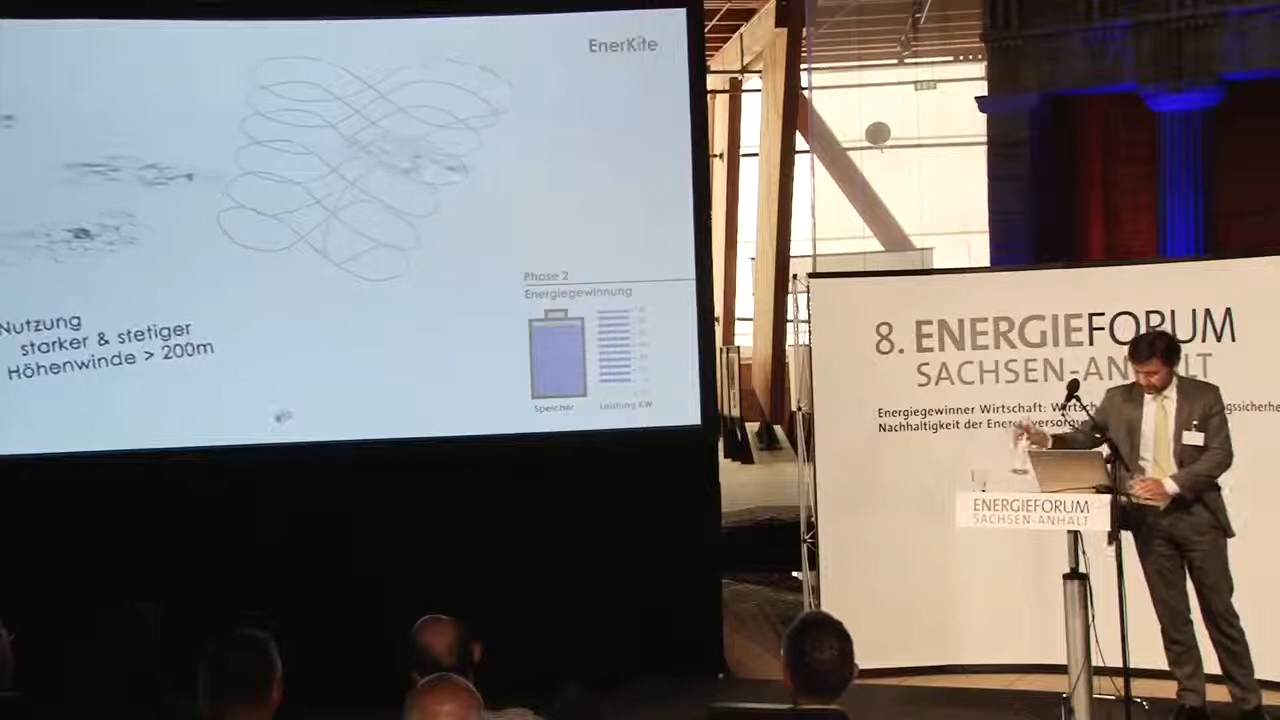 EnerKite
Phase 2
Energiegewinnung
Speicher
Leistung KW
Nutzung
starker & stetiger
Höhenwinde > 200m
8. ENERGIEFORUM
SACHSEN-ANHALT
Energiegewinner Wirtschaft:
Nachhaltigkeit der
ENERGIEFORUM
SACHSEN-ANHALT